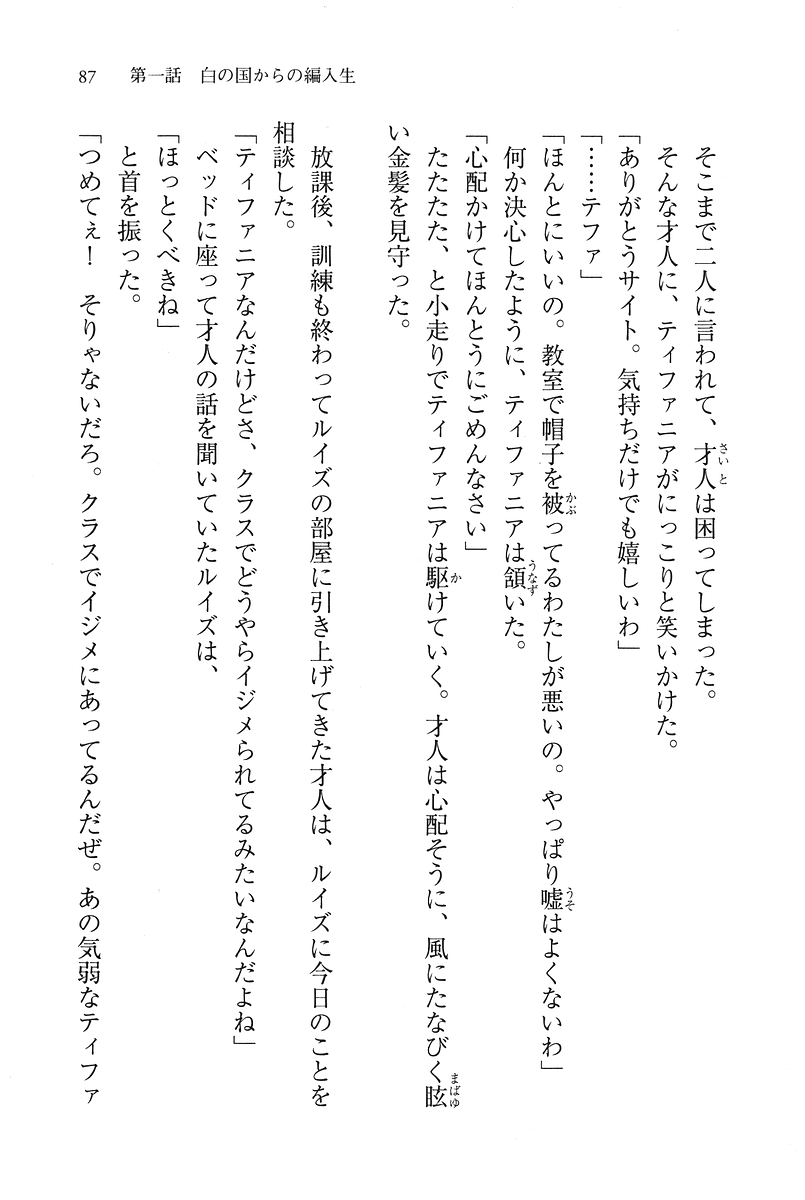 87　第一話　白の国からの編入生
そこまで二人に言われて、才人は困ってしまった。
そんな才人に、ティファニアがにっこりと笑いかけた。
「ありがとうサイト。気持ちだけでも嬉しいわ」
「……テファ」
「ほんとにいいの。教室で帽子を被ってるわたしが悪いの。やっぱり嘘はよくないわ」
何か決心したように、ティファニアは頷いた。
「心配かけてほんとうにごめんなさい」
たたたた、と小走りでティファニアは駆けていく。才人は心配そうに、風にたなびく眩
い金髪を見守った。
放課後、訓練も終わってルイズの部屋に引き上げてきた才人は、ルイズに今日のことを
相談した。
「ティファニアなんだけどさ、クラスでどうやらイジメられてるみたいなんだよね」
ベッドに座って才人の話を聞いていたルイズは、
「ほっとくべきね」
と首を振った。
「つめてぇ！　そりゃないだろ。クラスでイジメにあってるんだぜ。あの気弱なティファ